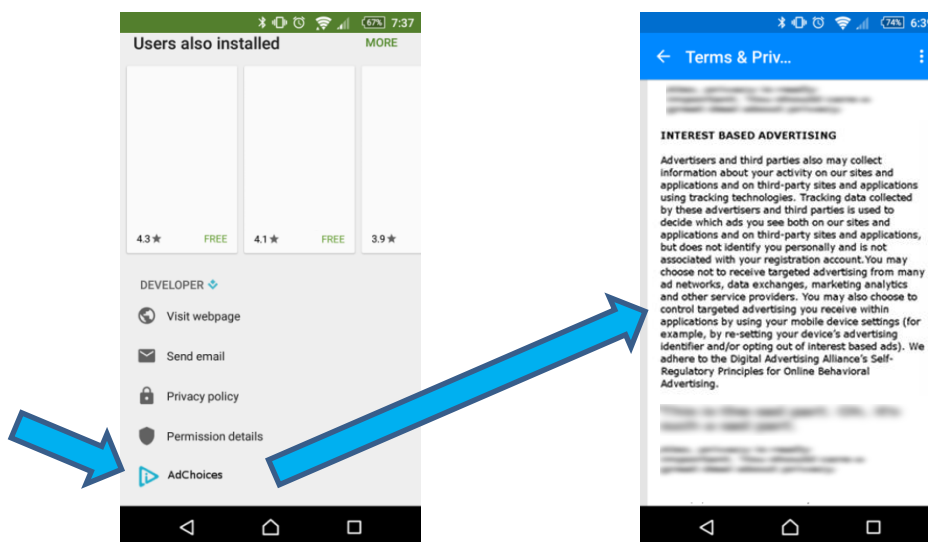 67% 7:37
Users also installed MORE
4.3★ FREE 4.1★ FREE 3.9★
DEVELOPER
Visit webpage
Send email
Privacy policy
Permission details
AdChoices
74% 6:39
Terms & Priv...
INTEREST BASED ADVERTISING
Advertisers and third parties also may collect
information about your activity on our sites and
applications and on third-party sites and applications
using tracking technologies. Tracking data collected
by these advertisers and third parties is used to
decide which ads you see both on our sites and
applications and on third-party sites and applications,
but does not identify you personally and is not
associated with your registration account.You may
choose not to receive targeted advertising from many
ad networks, data exchanges, marketing analytics
and other service providers. You may also choose to
control targeted advertising you receive within
applications by using your mobile device settings (for
example, by re-setting your device's advertising
identifier and/or opting out of interest based ads). We
adhere to the Digital Advertising Alliance's Self-
Regulatory Principles for Online Behavioral
Advertising.